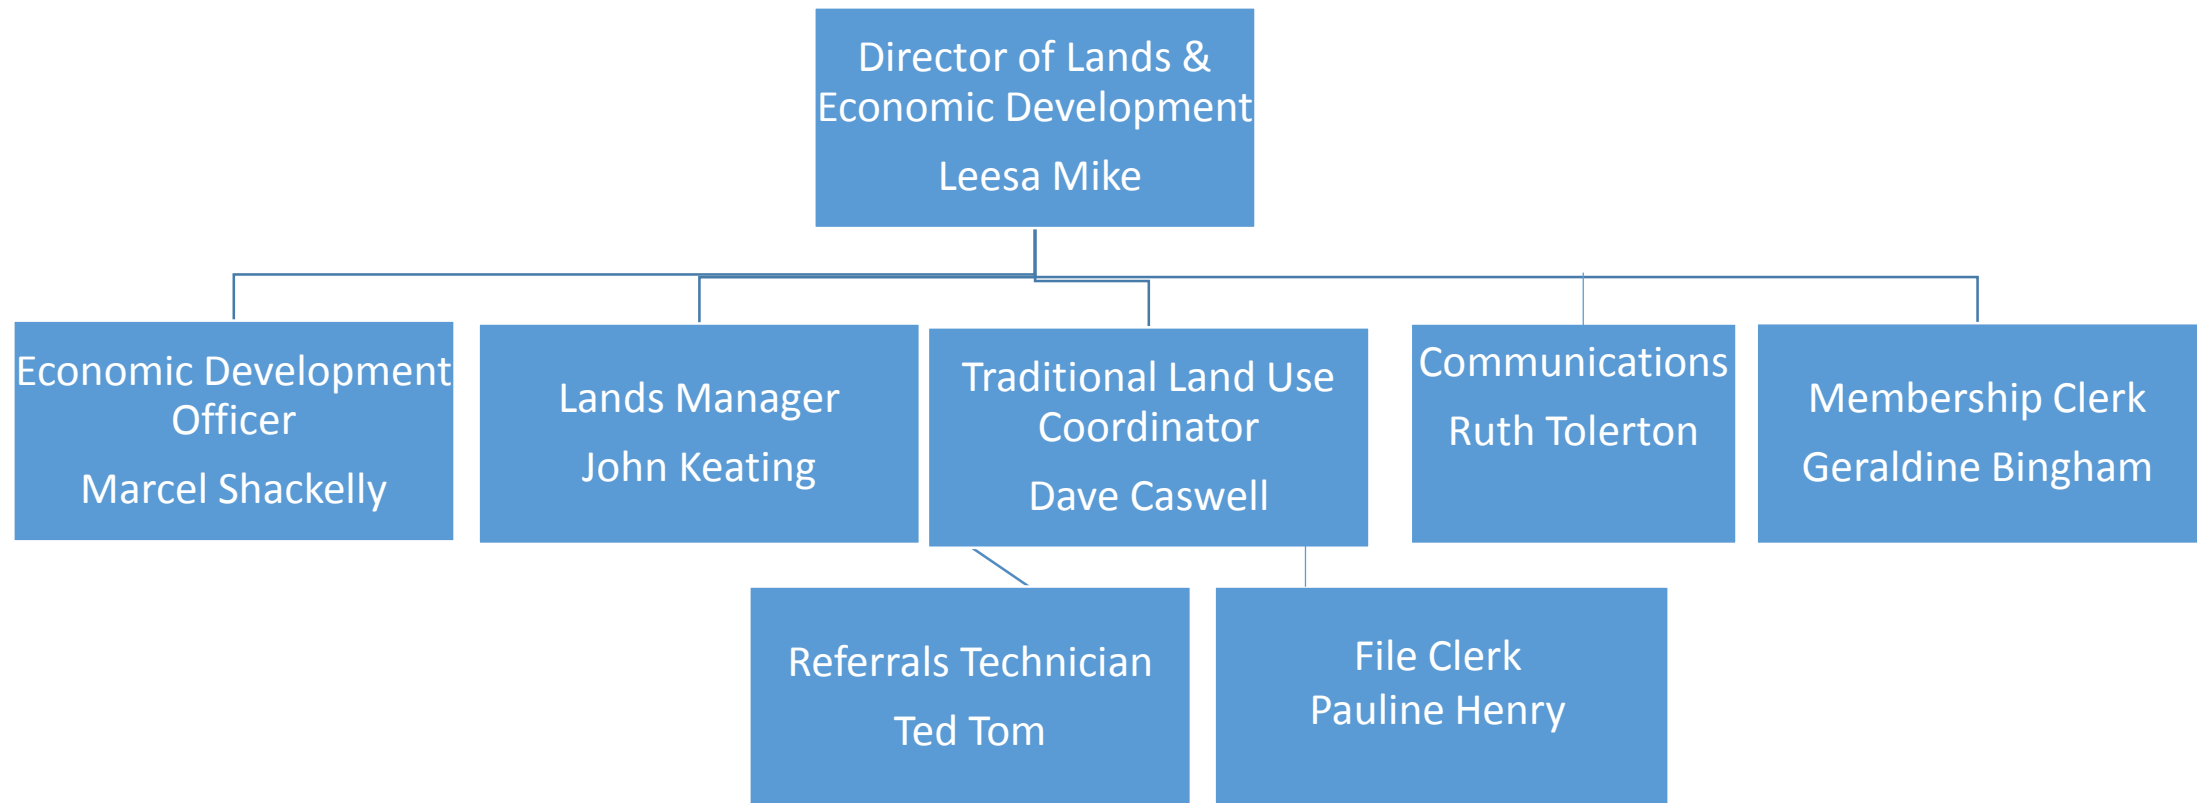 Director of Lands &
Economic Development
Leesa Mike
Economic Development
Officer
Marcel Shackelly
Lands Manager
John Keating
Traditional Land Use
Coordinator
Dave Caswell
Communications
Ruth Tolerton
Membership Clerk
Geraldine Bingham
Referrals Technician
Ted Tom
File Clerk
Pauline Henry